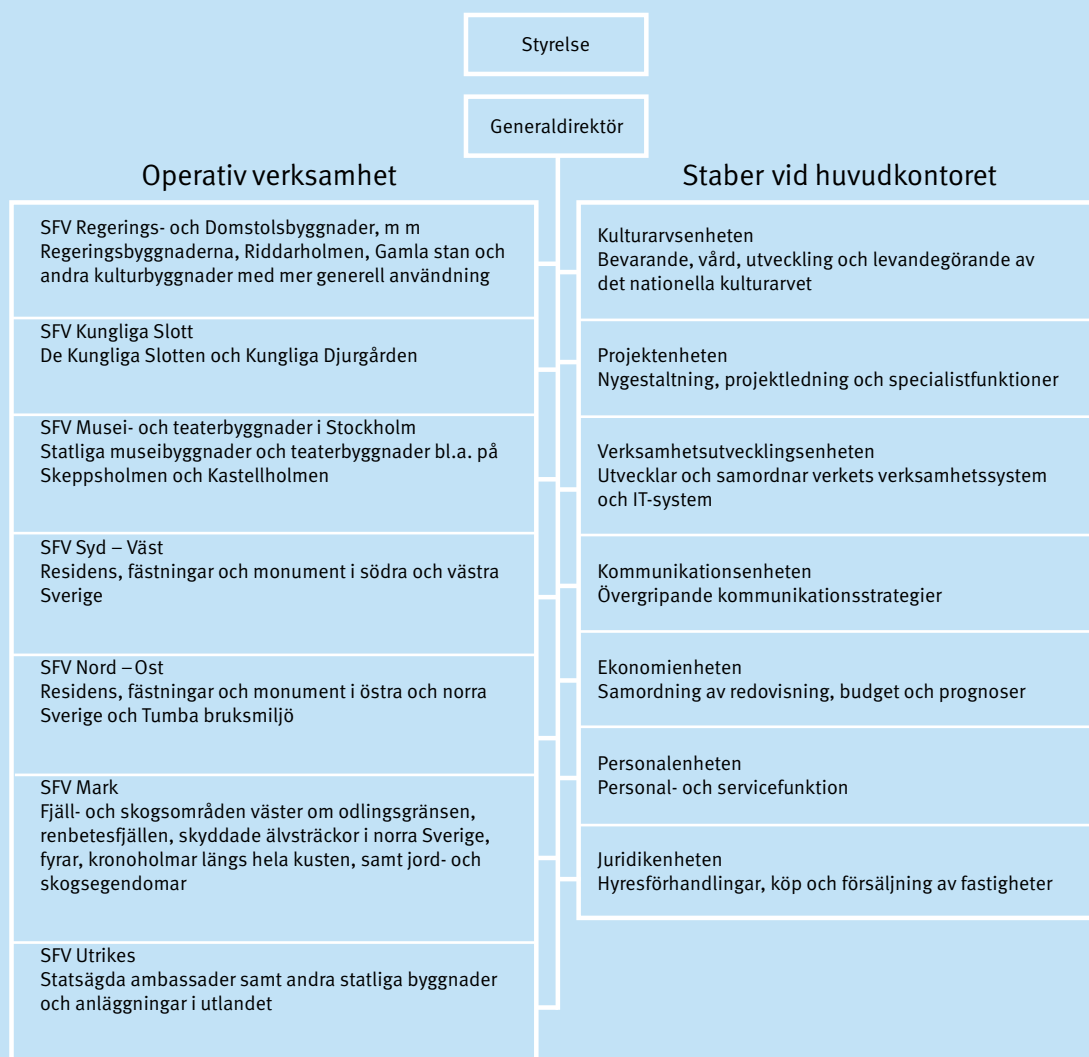 Styrelse
Generaldirektör
Operativ verksamhet
SFV Regerings- och Domstolsbyggnader, m m
Regeringsbyggnaderna, Riddarholmen, Gamla stan och
andra kulturbyggnader med mer generell användning
SFV Kungliga Slott
De Kungliga Slotten och Kungliga Djurgården
SFV Musei- och teaterbyggnader i Stockholm
Statliga museibyggnader och teaterbyggnader bl.a. på
Skeppsholmen och Kastellholmen
SFV Syd – Väst
Residens, fästningar och monument i södra och västra
Sverige
SFV Nord – Ost
Residens, fästningar och monument i östra och norra
Sverige och Tumba bruksmiljö
SFV Mark
Fjäll- och skogsområden väster om odlingsgränsen,
renbetesfjällen, skyddade älvsträckor i norra Sverige,
fyrar, kronoholmar längs hela kusten, samt jord- och
skogsegendomar
SFV Utrikes
Statsägda ambassader samt andra statliga byggnader
och anläggningar i utlandet
Staber vid huvudkontoret
Kulturarvsenheten
Bevarande, vård, utveckling och levandegörande av
det nationella kulturarvet
Projektenheten
Nygestaltning, projektledning och specialistfunktioner
Verksamhetsutvecklingsenheten
Utvecklar och samordnar verkets verksamhetssystem
och IT-system
Kommunikationsenheten
Övergripande kommunikationsstrategier
Ekonomienheten
Samordning av redovisning, budget och prognoser
Personalenheten
Personal- och servicefunktion
Juridikenheten
Hyresförhandlingar, köp och försäljning av fastigheter